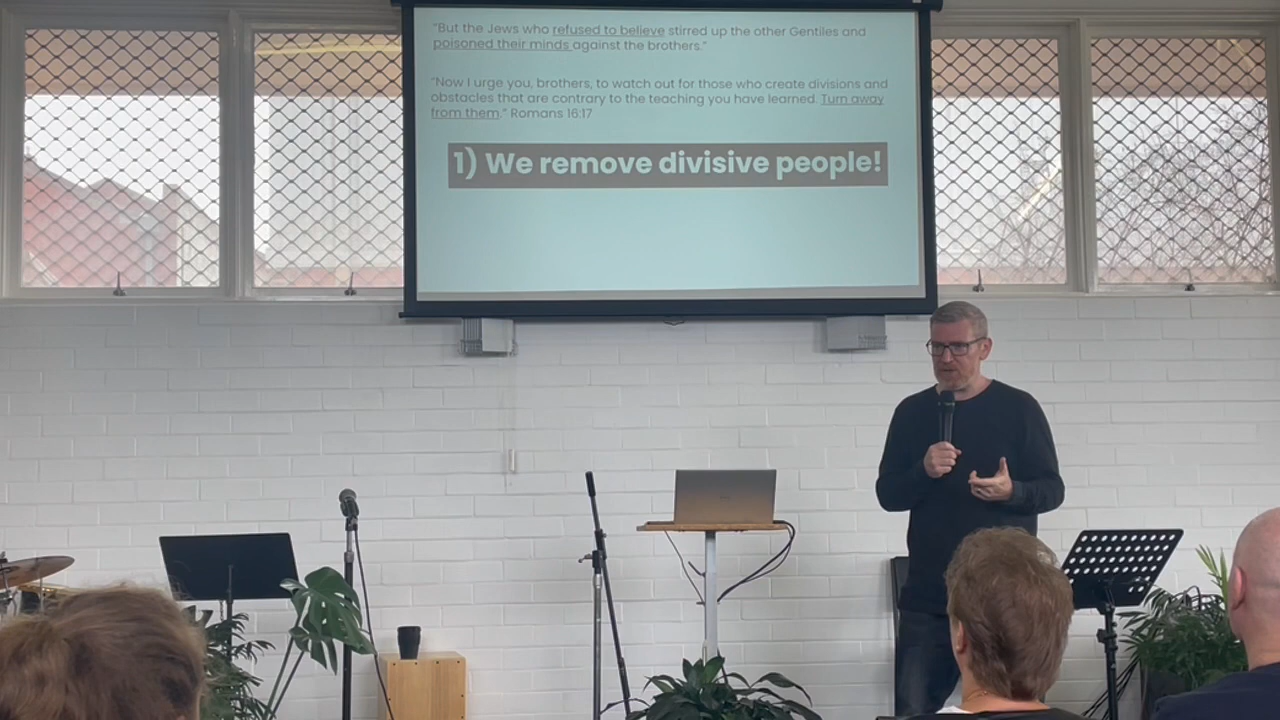 “But the Jews who refused to believe stirred up the other Gentiles and
poisoned their minds against the brothers.”
“Now I urge you, brothers, to watch out for those who create divisions and
obstacles that are contrary to the teaching you have learned. Turn away
from them.” Romans 16:17
1) We remove divisive people!